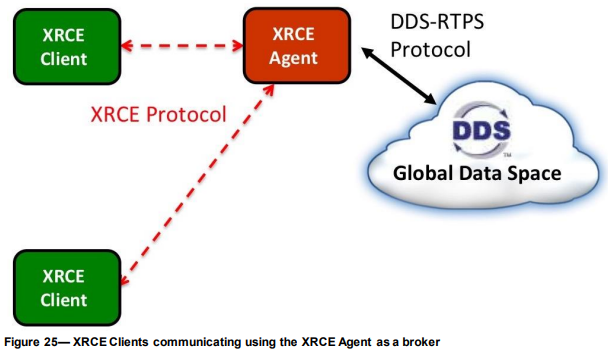 XRCE
Client
XRCE
Agent
DDS-RTPS
Protocol
XRCE Protocol
DDS
TM
Global Data Space
XRCE
Client
Figure 25— XRCE Clients communicating using the XRCE Agent as a broker